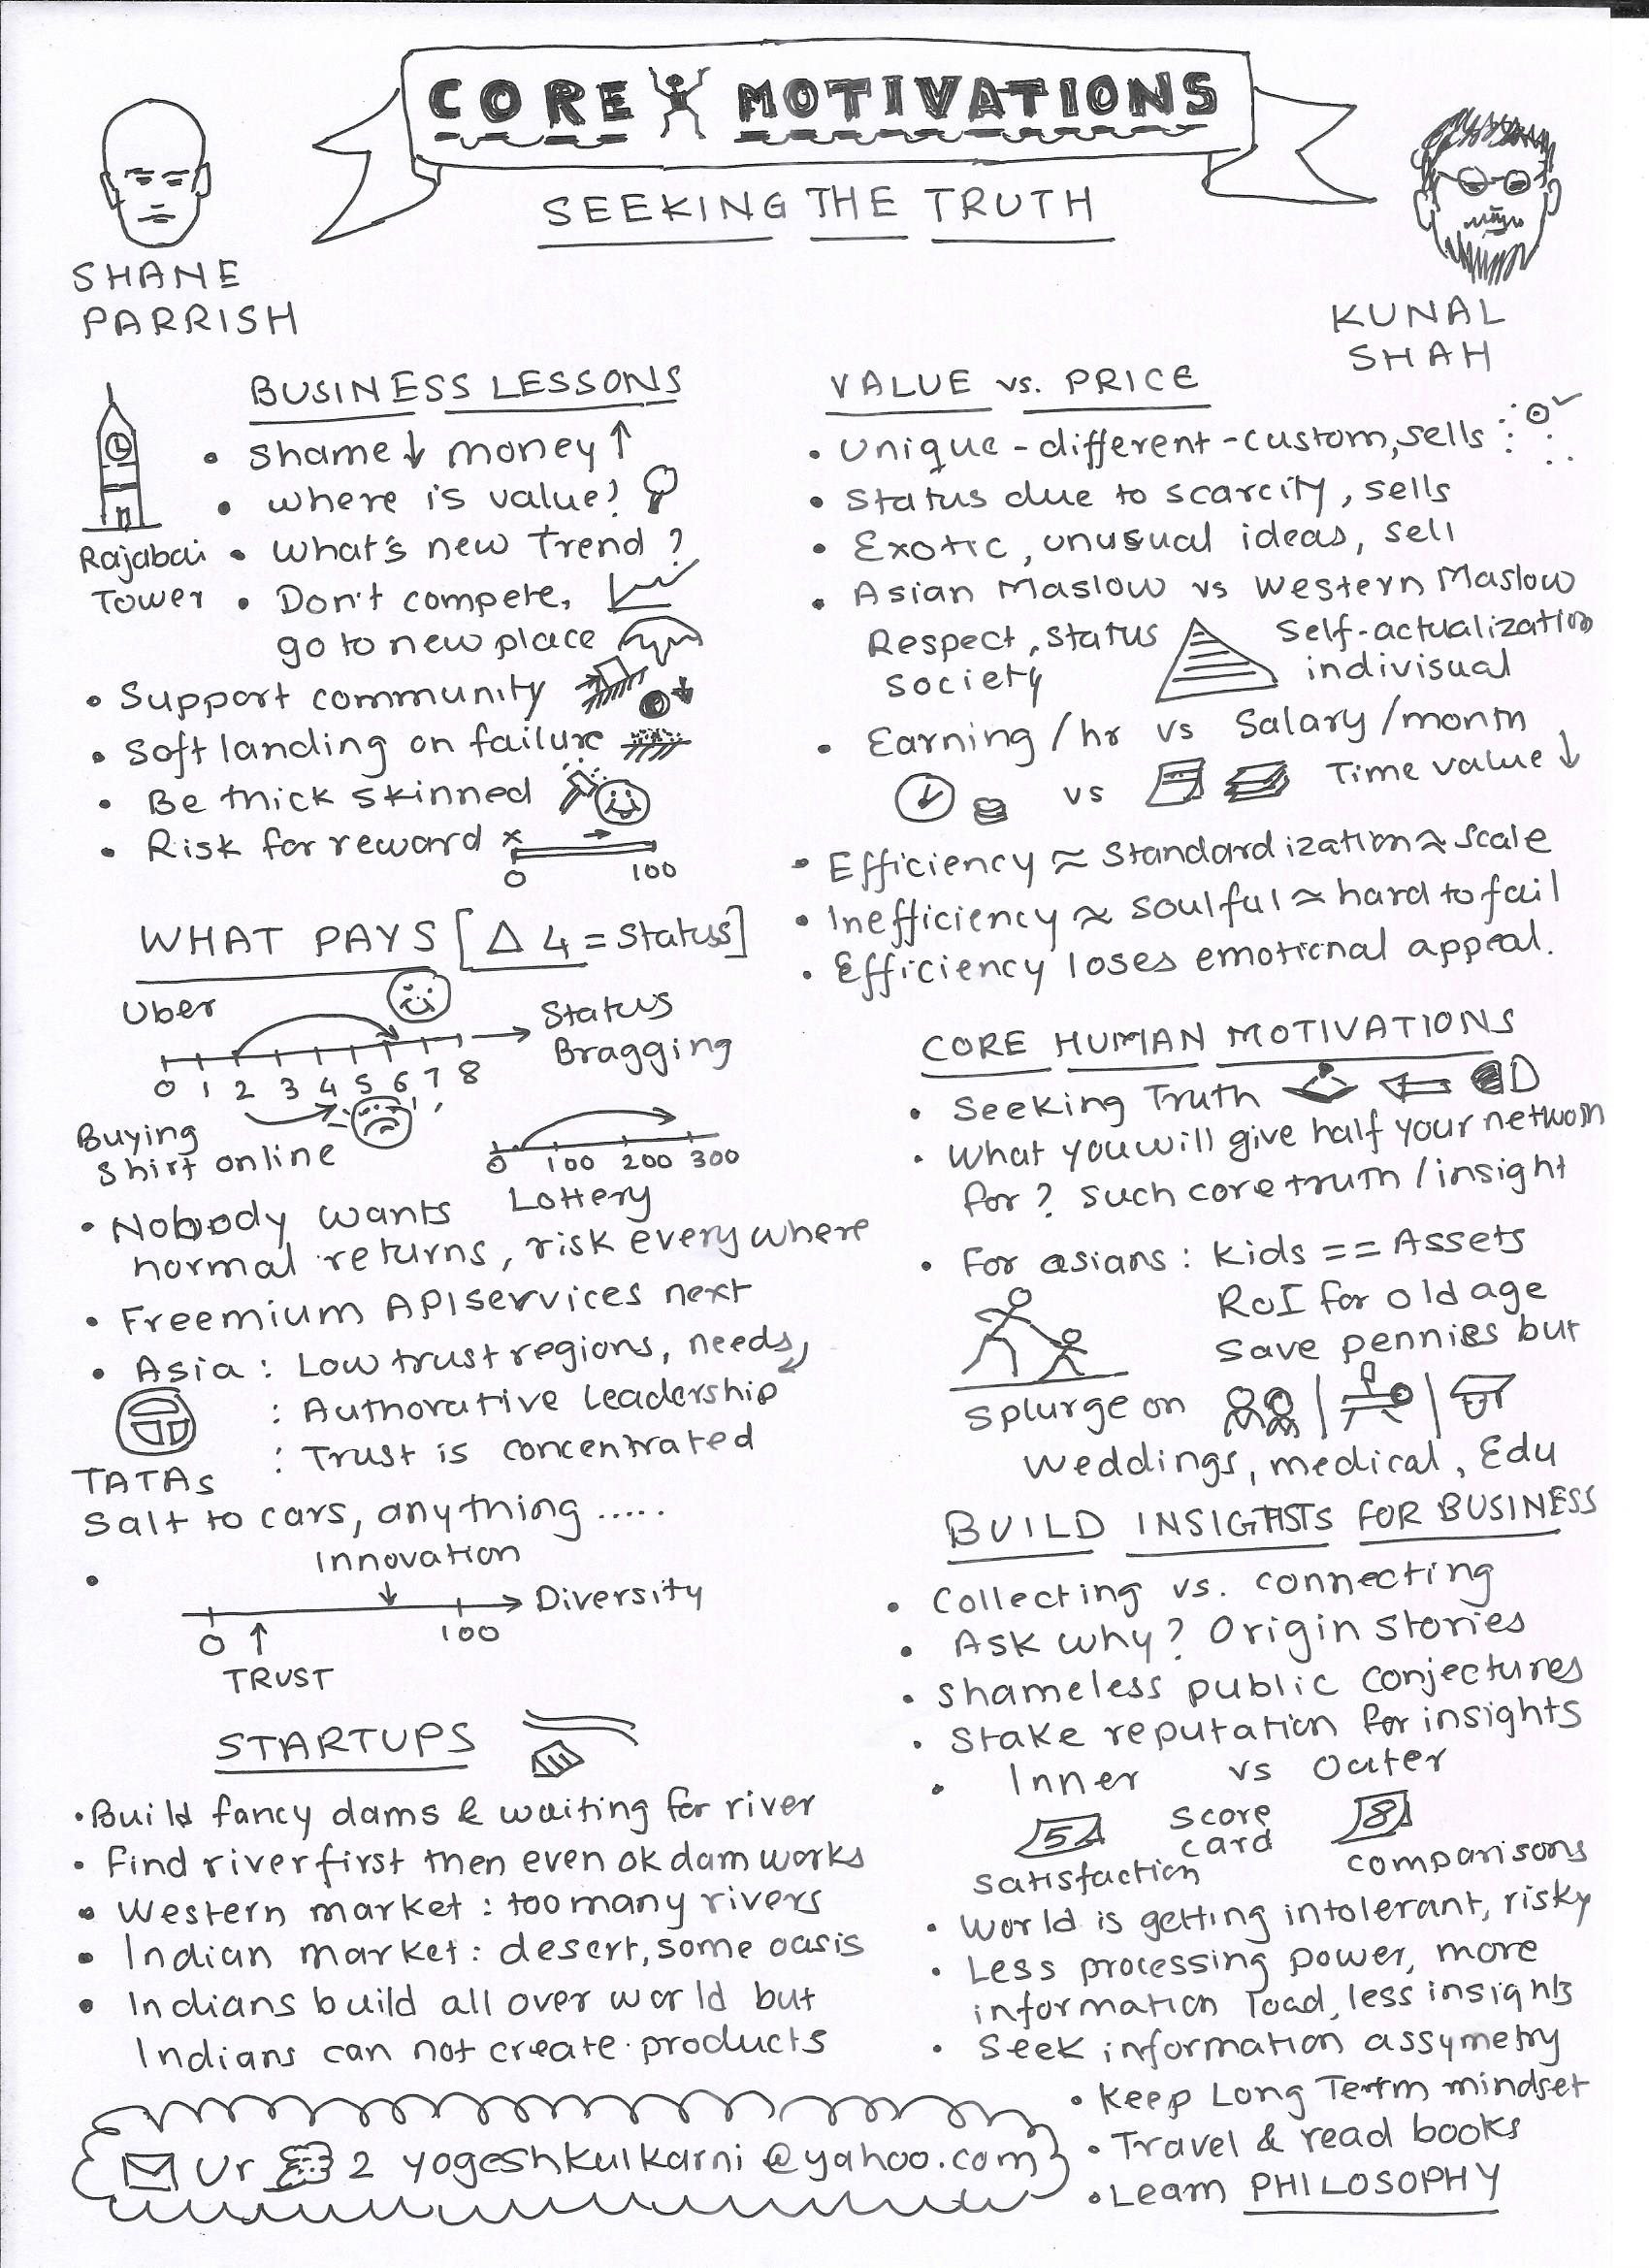 CORE MOTIVATIONS
SEEKING THE TRUTH
SHANE
PARRISH
KUNAL
SHAH
BUSINESS LESSONS
• Shame ↓ money ↑
• where is value?
Rajabai
Tower
• What's new Trend ?
• Don't compete,
go to new place
• Support community
• Soft landing on failure
• Be thick skinned
• Risk for reward x
0 100
WHAT PAYS [Δ 4 = Status]
Uber
Status
Bragging
0 1 2 3 4 5 6 7 8
Buying
Shirt online
0 100 200 300
Lottery
• Nobody wants
normal returns, risk everywhere
• Freemium API services next
• Asia : Low trust regions, needs
: Authorative Leadership
: Trust is concentrated
TATAs
Salt to cars, anything .....
• Innovation
Diversity
0 100
TRUST
STARTUPS
• Build fancy dams & waiting for river
• Find river first then even ok dam works
• Western market : too many rivers
• Indian market : desert, some oasis
• Indians build all over world but
Indians can not create products
Ur 2 yogeshkulkarni@yahoo.com
VALUE vs. PRICE
• Unique - different - custom, sells
• Status due to scarcity, sells
• Exotic, unusual ideas, sell
• Asian Maslow vs Western Maslow
Respect, Status Self-actualization
Society indivisual
• Earning /hr vs Salary /month
vs Time value ↓
• Efficiency ≈ Standardization ≈ Scale
• Inefficiency ≈ soulful ≈ hard to fail
• Efficiency loses emotional appeal.
CORE HUMAN MOTIVATIONS
• Seeking Truth
• What you will give half your networth
for? Such core truth / insight
• For asians : Kids == Assets
RoI for old age
Save pennies but
Splurge on
Weddings, medical, Edu
BUILD INSIGHTS FOR BUSINESS
• Collecting vs. connecting
• Ask why? Origin stories
• Shameless public conjectures
• Stake reputation for insights
• Inner vs Outer
5 Score 8
card
Satisfaction comparisons
• World is getting intolerant, risky
• Less processing power, more
information load, less insights
• Seek information assymetry
• Keep Long Term mindset
• Travel & read books
• Learn PHILOSOPHY